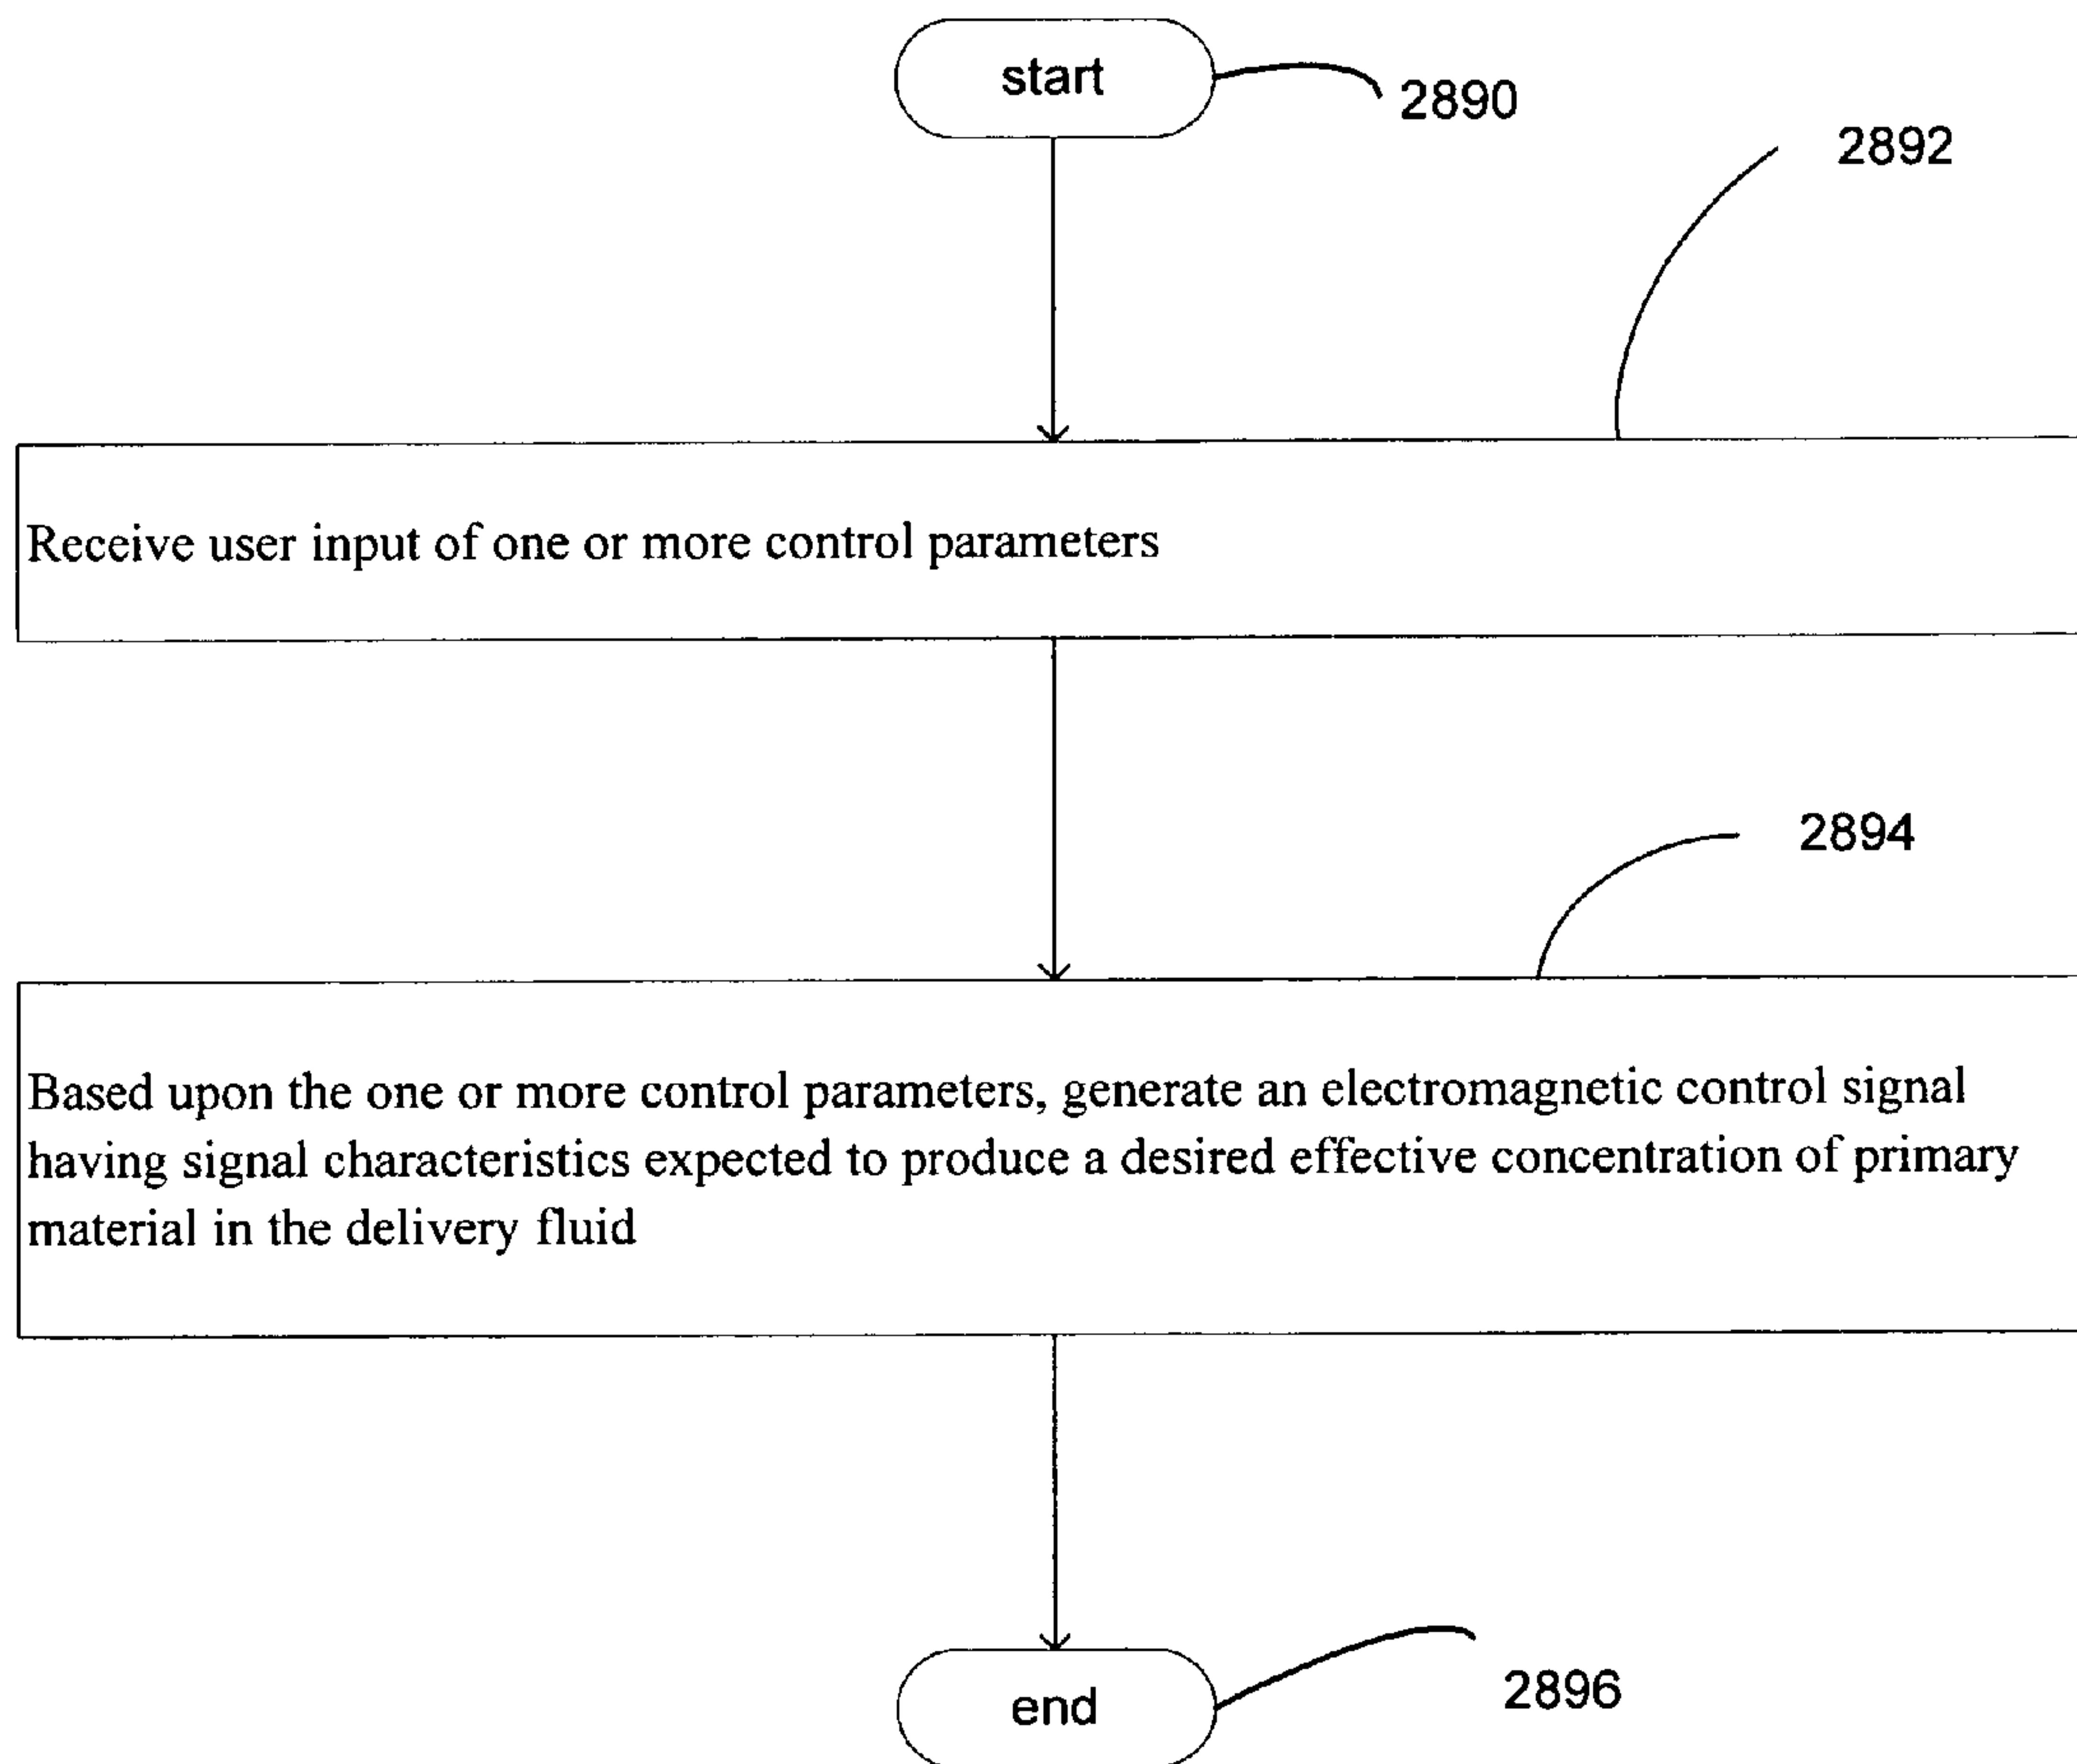 start
2890
2892
Receive user input of one or more control parameters
2894
Based upon the one or more control parameters, generate an electromagnetic control signal
having signal characteristics expected to produce a desired effective concentration of primary
material in the delivery fluid
end
2896